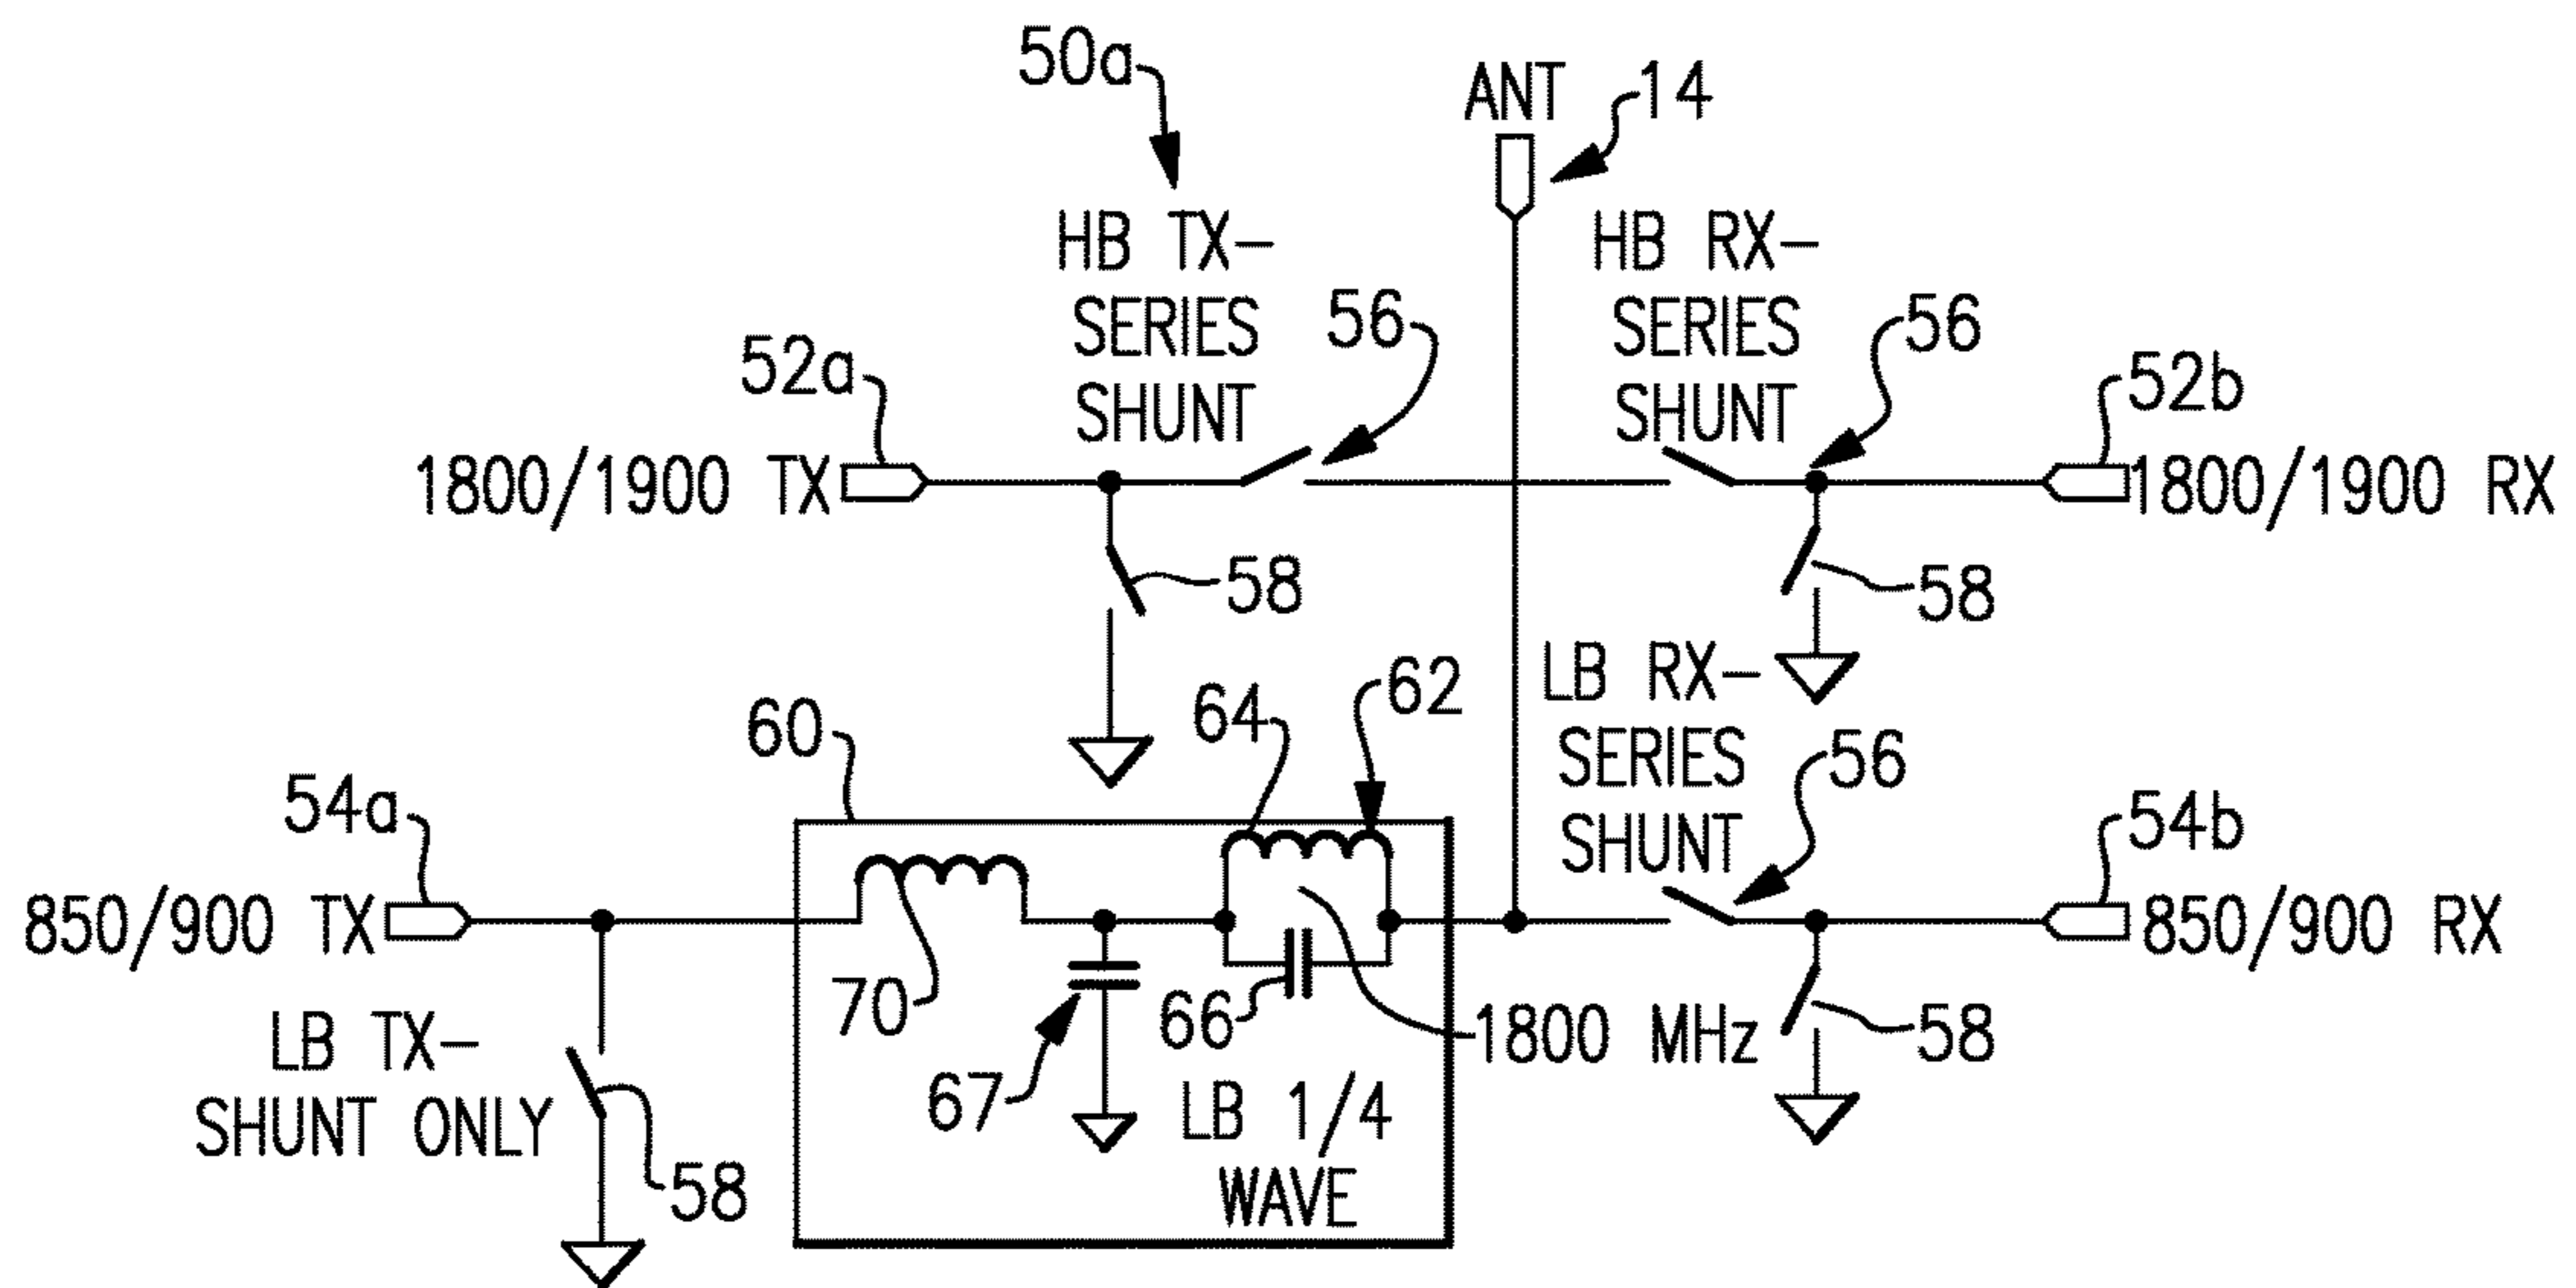 50a
ANT
14
HB TX-
SERIES
SHUNT
56
HB RX-
SERIES
SHUNT
56
52a
52b
1800/1900 TX
1800/1900 RX
58
58
LB RX-
SERIES
SHUNT
56
60
64
62
54a
54b
850/900 TX
850/900 RX
70
67
66
1800 MHz
58
LB TX-
SHUNT ONLY
58
LB 1/4
WAVE